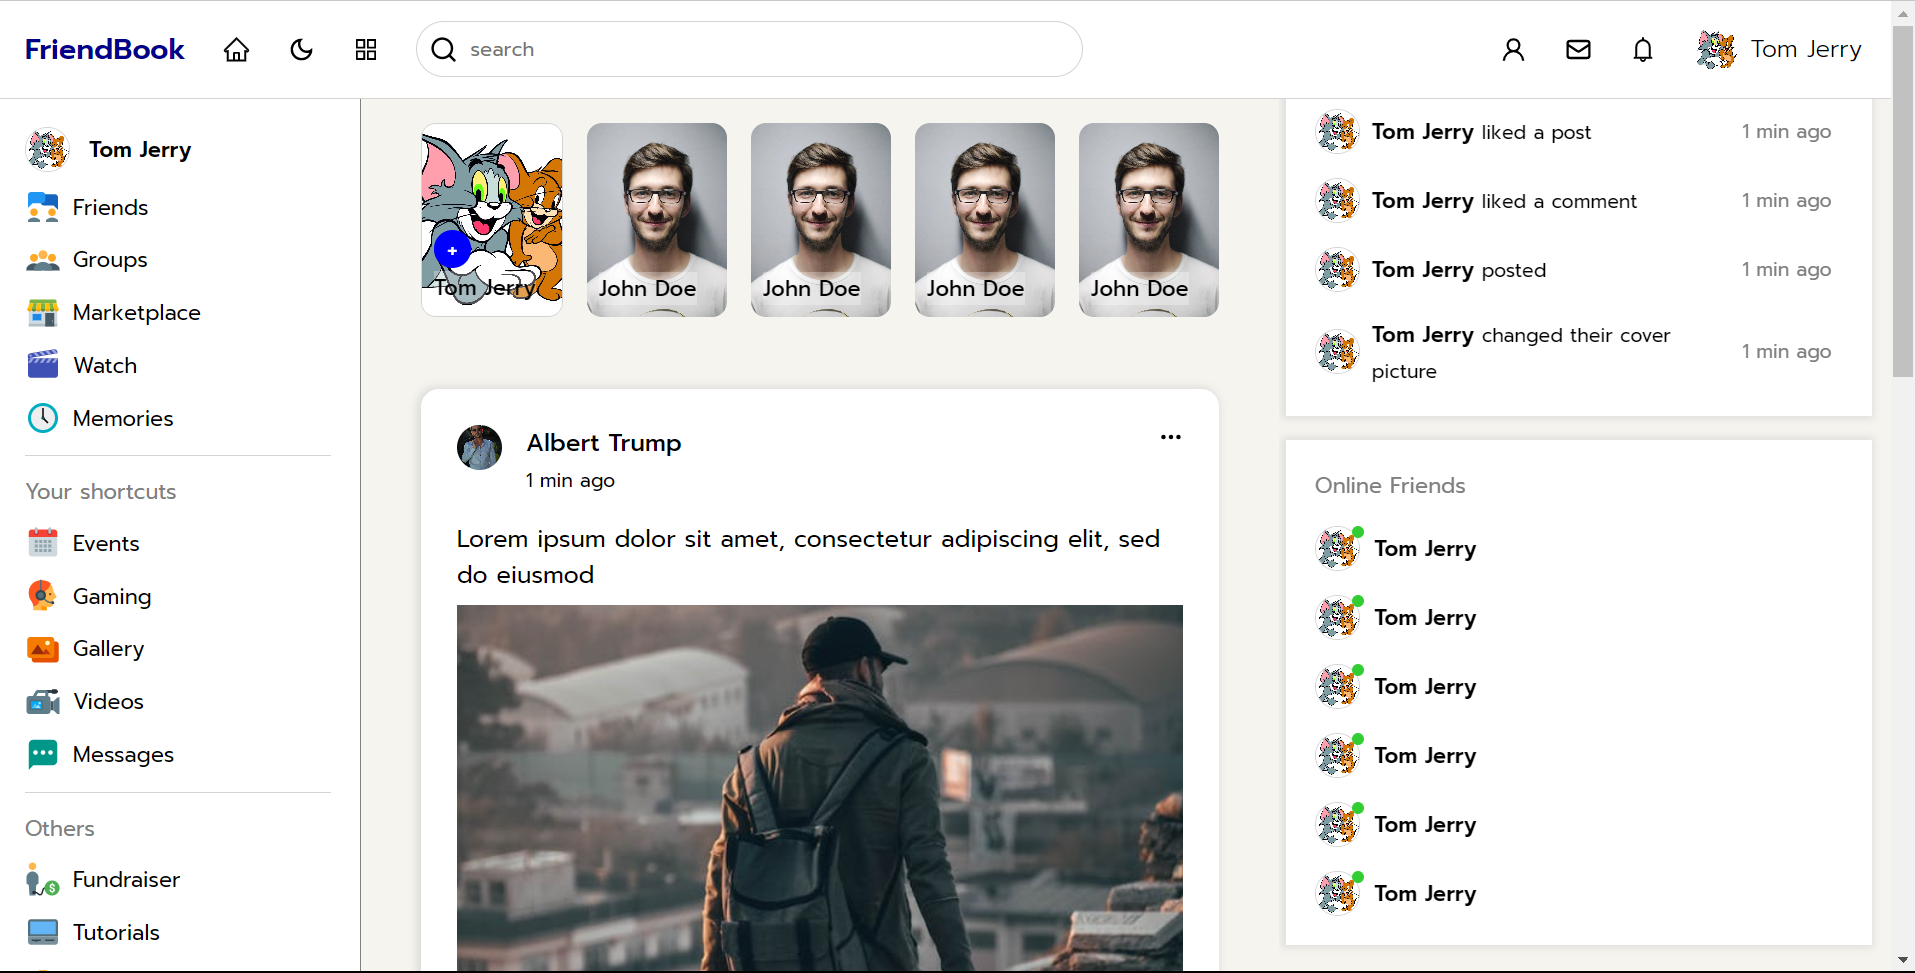 FriendBook
search
Tom Jerry
Tom Jerry
Friends
Groups
Marketplace
Watch
Memories
Your shortcuts
Events
Gaming
Gallery
Videos
Messages
Others
Fundraiser
Tutorials
+
Tom Jerry
John Doe
John Doe
John Doe
John Doe
Albert Trump
1 min ago
Lorem ipsum dolor sit amet, consectetur adipiscing elit, sed
do eiusmod
Tom Jerry liked a post 1 min ago
Tom Jerry liked a comment 1 min ago
Tom Jerry posted 1 min ago
Tom Jerry changed their cover
picture 1 min ago
Online Friends
Tom Jerry
Tom Jerry
Tom Jerry
Tom Jerry
Tom Jerry
Tom Jerry